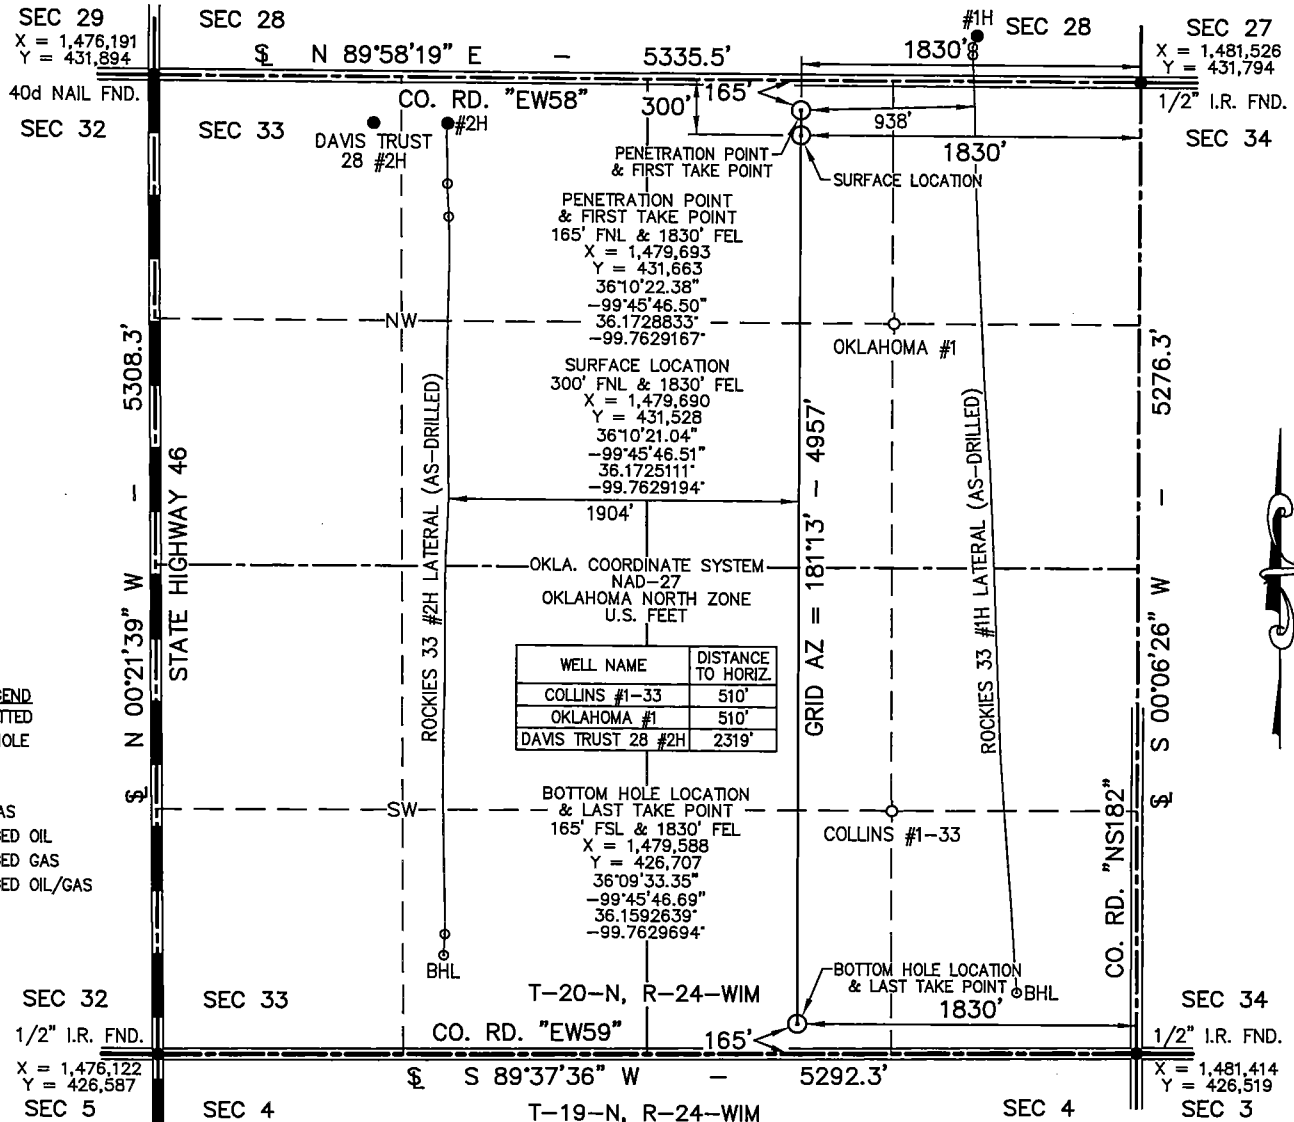 SEC 29
X = 1,476,191
Y = 431,894
40d NAIL FND.
SEC 32
SEC 28
℄ N 89°58'19" E - 5335.5'
#1H
SEC 28
1830'
SEC 27
X = 1,481,526
Y = 431,794
1/2" I.R. FND.
SEC 34
CO. RD. "EW58"
300'
165'
938'
1830'
SEC 33
DAVIS TRUST
28 #2H
#2H
PENETRATION POINT
& FIRST TAKE POINT
SURFACE LOCATION
PENETRATION POINT
& FIRST TAKE POINT
165' FNL & 1830' FEL
X = 1,479,693
Y = 431,663
36°10'22.38"
-99°45'46.50"
36.1728833°
-99.7629167°
NW
OKLAHOMA #1
SURFACE LOCATION
300' FNL & 1830' FEL
X = 1,479,690
Y = 431,528
36°10'21.04"
-99°45'46.51"
36.1725111°
-99.7629194°
1904'
℄ N 00°21'39" W - 5308.3'
STATE HIGHWAY 46
ROCKIES 33 #2H LATERAL (AS-DRILLED)
GRID AZ = 181°13' - 4957'
ROCKIES 33 #1H LATERAL (AS-DRILLED)
℄ S 00°06'26" W - 5276.3'
OKLA. COORDINATE SYSTEM
NAD-27
OKLAHOMA NORTH ZONE
U.S. FEET
WELL NAME DISTANCE TO HORIZ.
COLLINS #1-33 510'
OKLAHOMA #1 510'
DAVIS TRUST 28 #2H 2319'
END
TTED
OLE
AS
ED OIL
ED GAS
ED OIL/GAS
BOTTOM HOLE LOCATION
& LAST TAKE POINT
165' FSL & 1830' FEL
X = 1,479,588
Y = 426,707
36°09'33.35"
-99°45'46.69"
36.1592639°
-99.7629694°
SW
COLLINS #1-33
CO. RD. "NS182"
BHL
BOTTOM HOLE LOCATION
& LAST TAKE POINT
BHL
1830'
SEC 32
SEC 33
T-20-N, R-24-WIM
SEC 34
1/2" I.R. FND.
CO. RD. "EW59"
165'
1/2" I.R. FND.
X = 1,476,122
Y = 426,587
℄ S 89°37'36" W - 5292.3'
X = 1,481,414
Y = 426,519
SEC 5
SEC 4
T-19-N, R-24-WIM
SEC 4
SEC 3